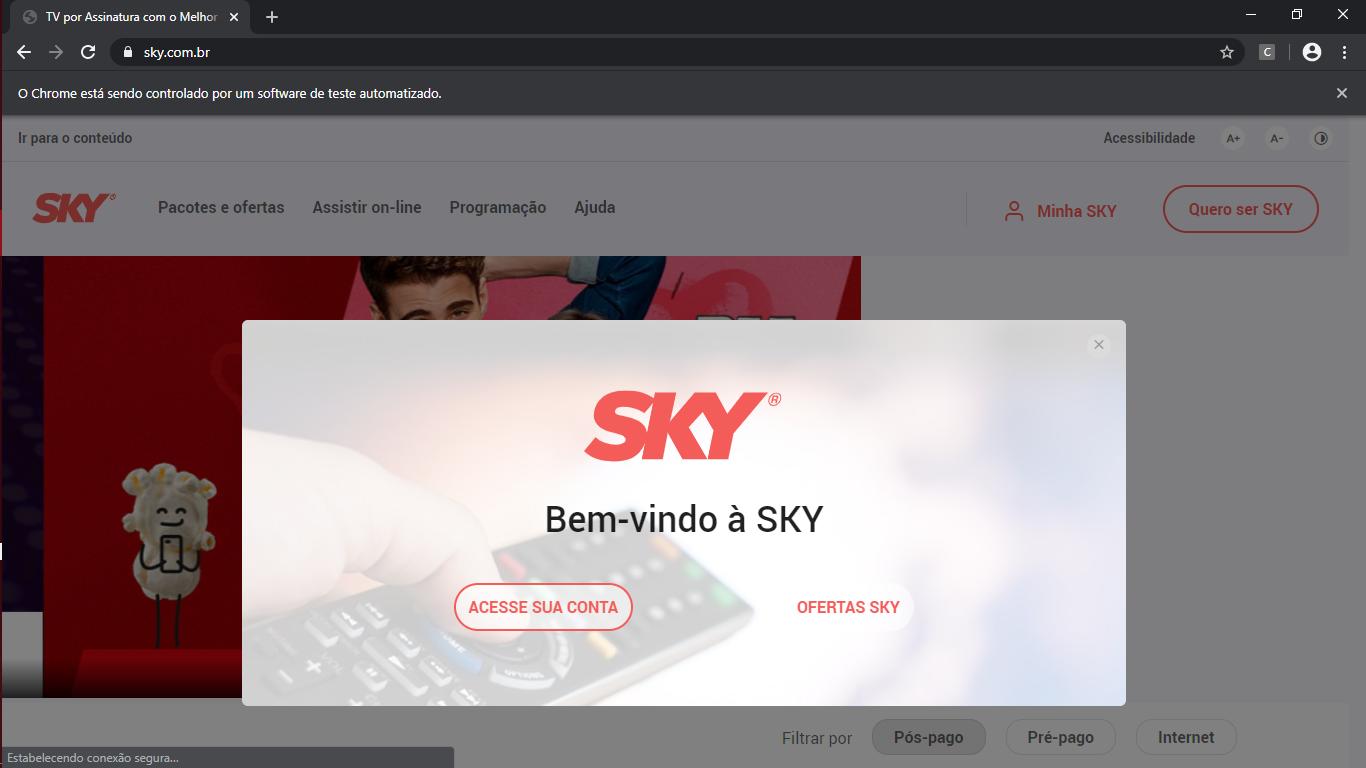 TV por Assinatura com o Melhor
sky.com.br
C
O Chrome está sendo controlado por um software de teste automatizado.
Ir para o conteúdo
Acessibilidade
A+
A-
SKY®
Pacotes e ofertas
Assistir on-line
Programação
Ajuda
Minha SKY
Quero ser SKY
SKY®
Bem-vindo à SKY
ACESSE SUA CONTA
OFERTAS SKY
Filtrar por
Pós-pago
Pré-pago
Internet
Estabelecendo conexão segura...